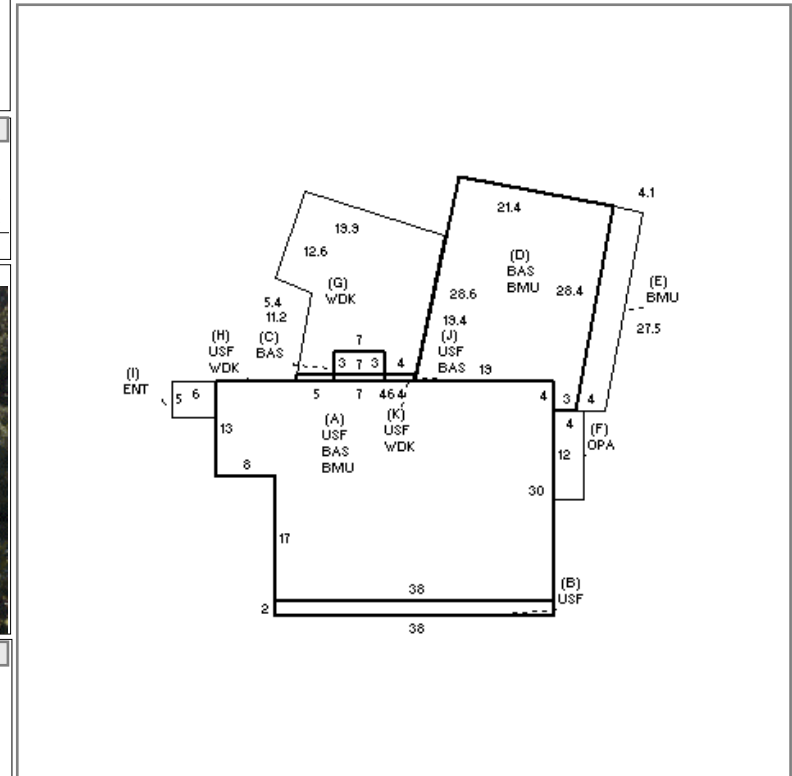 4.1
21.4
19.9
12.6
(D)
BAS
BMU
(G)
WDK
(E)
BMU
28.6
28.4
5.4
11.2
19.4
27.5
(H)
USF
WDK
(C)
BAS
7
(J)
USF
BAS
3 7 3 4
19
(I)
ENT
5 6
5 7 4 6 4
4 3 4
13
(A)
USF
BAS
BMU
(K)
USF
WDK
4
(F)
OPA
12
8
30
17
38
(B)
USF
2
38